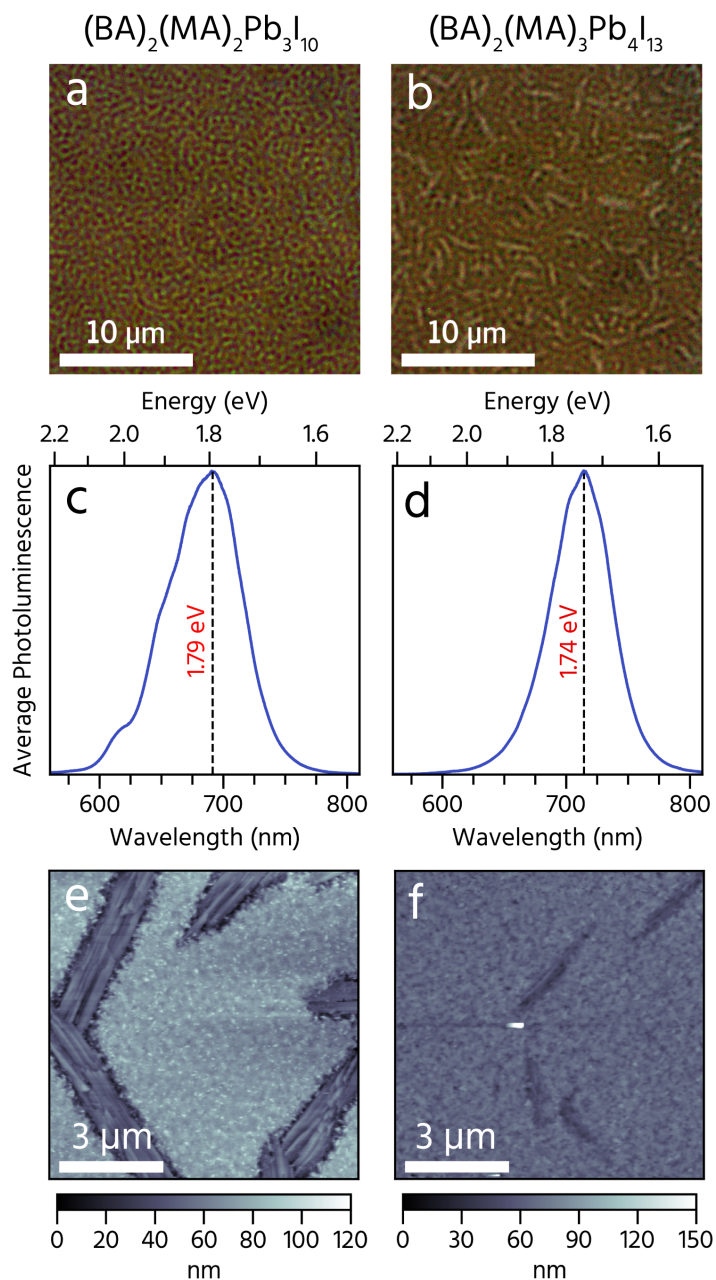 (BA)₂(MA)₂Pb₃I₁₀
(BA)₂(MA)₃Pb₄I₁₃
a
b
10 µm
10 µm
Energy (eV)
Energy (eV)
2.2 2.0 1.8 1.6
2.2 2.0 1.8 1.6
c
d
Average Photoluminescence
1.79 eV
1.74 eV
600 700 800
600 700 800
Wavelength (nm)
Wavelength (nm)
e
f
3 µm
3 µm
0 20 40 60 80 100 120
0 30 60 90 120 150
nm
nm